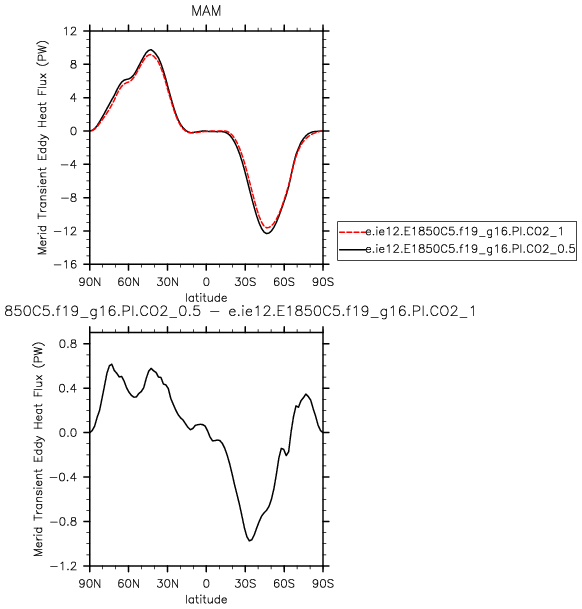 MAM
Merid Transient Eddy Heat Flux (PW)
12
8
4
0
−4
−8
−12
−16
90N 60N 30N 0 30S 60S 90S
latitude
e.ie12.E1850C5.f19_g16.PI.CO2_1
e.ie12.E1850C5.f19_g16.PI.CO2_0.5
850C5.f19_g16.PI.CO2_0.5 − e.ie12.E1850C5.f19_g16.PI.CO2_1
Merid Transient Eddy Heat Flux (PW)
0.8
0.4
0.0
−0.4
−0.8
−1.2
90N 60N 30N 0 30S 60S 90S
latitude